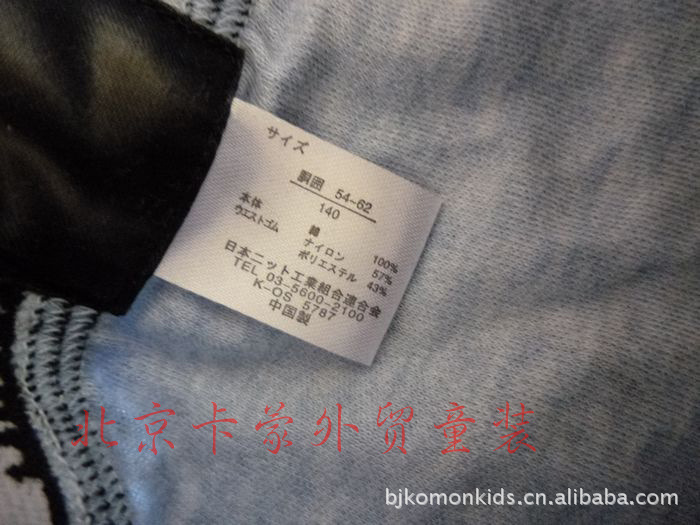 サイズ
胴囲 54~62
140
本体 綿 100%
ウエストゴム ナイロン 57%
ポリエステル 43%
日本ニット工業組合連合会
TEL 03-5600-2100
K-OS 5787
中国製
北京卡蒙外贸童装
bjkomonkids.cn.alibaba.com